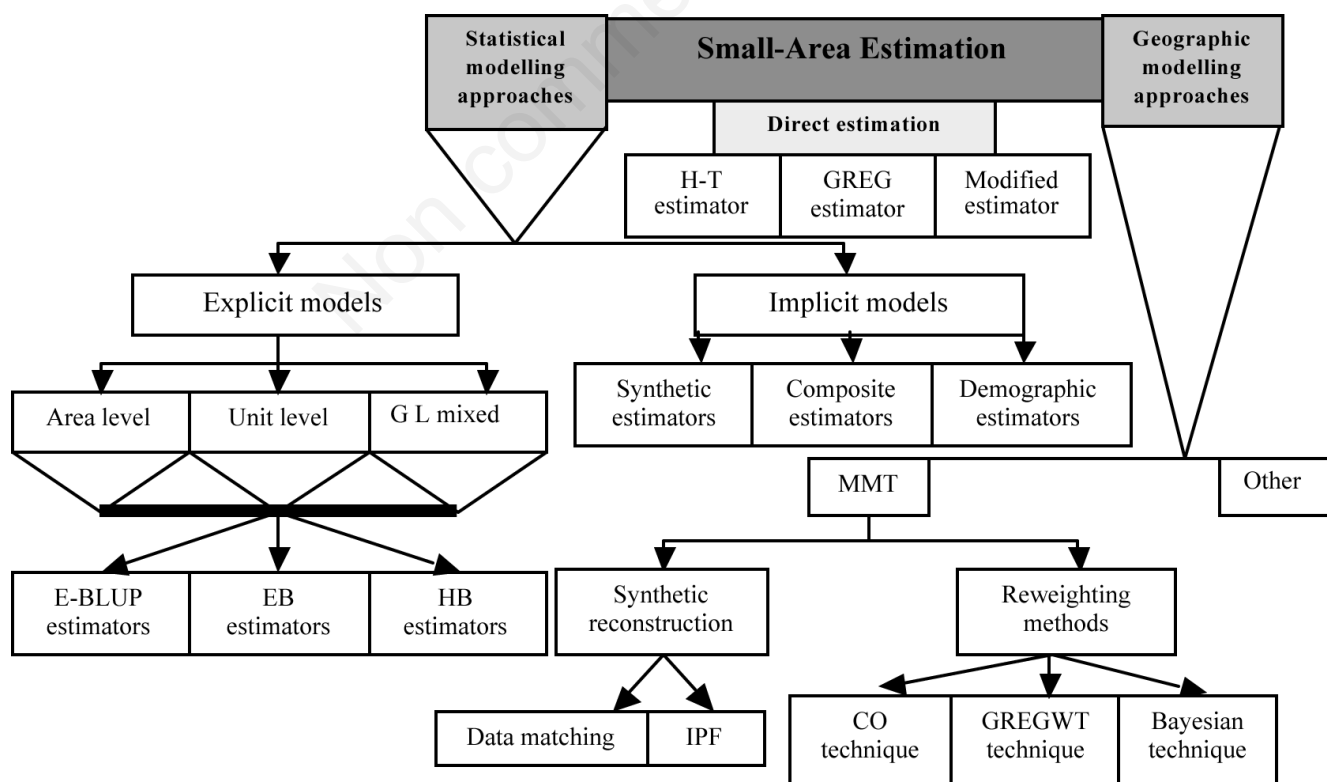 Statistical
modelling
approaches
Small-Area Estimation
Geographic
modelling
approaches
Direct estimation
H-T
estimator
GREG
estimator
Modified
estimator
Explicit models
Implicit models
Area level
Unit level
G L mixed
Synthetic
estimators
Composite
estimators
Demographic
estimators
MMT
Other
E-BLUP
estimators
EB
estimators
HB
estimators
Synthetic
reconstruction
Reweighting
methods
Data matching
IPF
CO
technique
GREGWT
technique
Bayesian
technique
Non comme